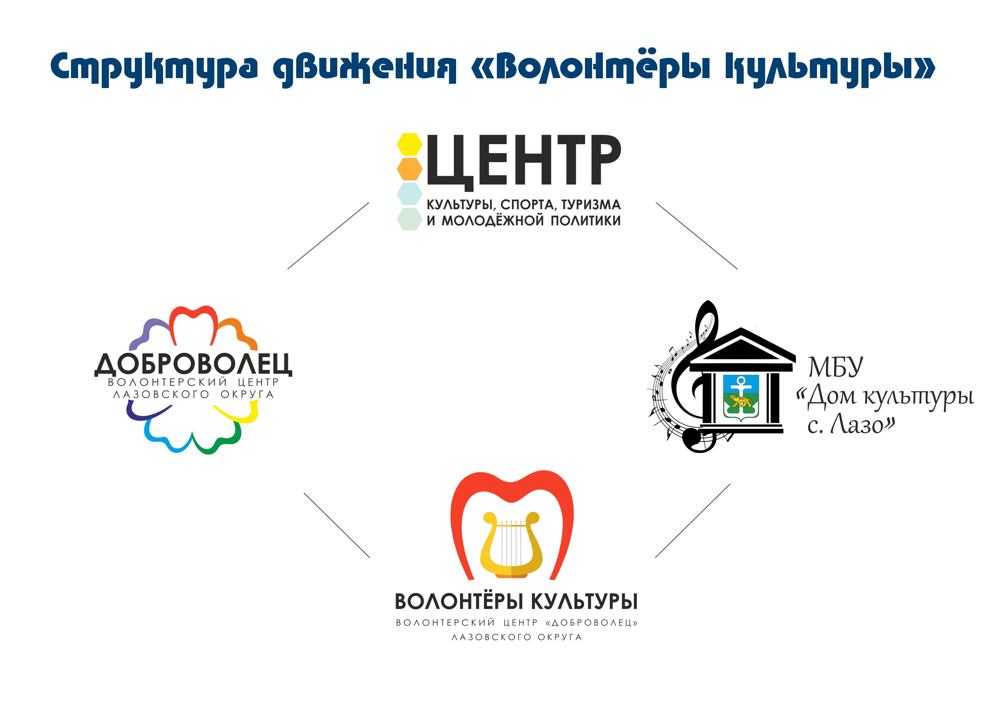 Структура движения «Волонтёры культуры»
ЦЕНТР
КУЛЬТУРЫ, СПОРТА, ТУРИЗМА
И МОЛОДЁЖНОЙ ПОЛИТИКИ
ДОБРОВОЛЕЦ
ВОЛОНТЕРСКИЙ ЦЕНТР
ЛАЗОВСКОГО ОКРУГА
МБУ
«Дом культуры
с. Лазо»
ВОЛОНТЁРЫ КУЛЬТУРЫ
ВОЛОНТЕРСКИЙ ЦЕНТР «ДОБРОВОЛЕЦ»
ЛАЗОВСКОГО ОКРУГА